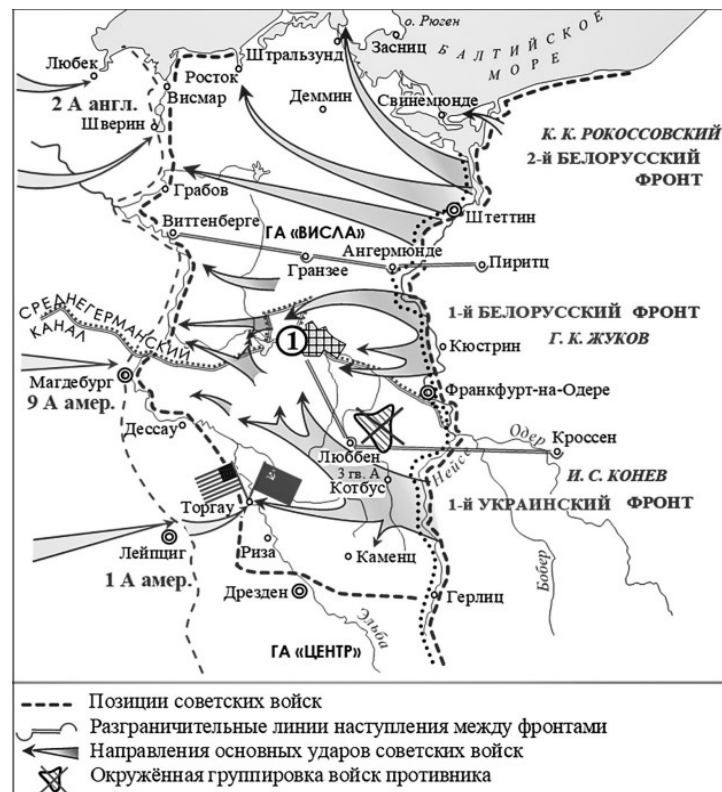 о. Рюген
Штральзунд
Засниц
БАЛТИЙСКОЕ
МОРЕ
Любек
Росток
Висмар
Деммин
Свинемюнде
2 А англ.
Шверин
К. К. РОКОССОВСКИЙ
2-й БЕЛОРУССКИЙ
ФРОНТ
Грабов
Штеттин
Виттенберге
ГА «ВИСЛА»
Ангермюнде
Гранзее
Пиритц
СРЕДНЕГЕРМАНСКИЙ
КАНАЛ
1-й БЕЛОРУССКИЙ ФРОНТ
Г. К. ЖУКОВ
1
Кюстрин
Магдебург
Франкфурт-на-Одере
9 А амер.
Дессау
Одер
Кроссен
Люббен
Нейсе
3 гв. А
Котбус
И. С. КОНЕВ
1-й УКРАИНСКИЙ ФРОНТ
Торгау
Лейпциг
Риза
Каменц
Бобер
1 А амер.
Дрезден
Герлиц
Эльба
ГА «ЦЕНТР»
Позиции советских войск
Разграничительные линии наступления между фронтами
Направления основных ударов советских войск
Окружённая группировка войск противника